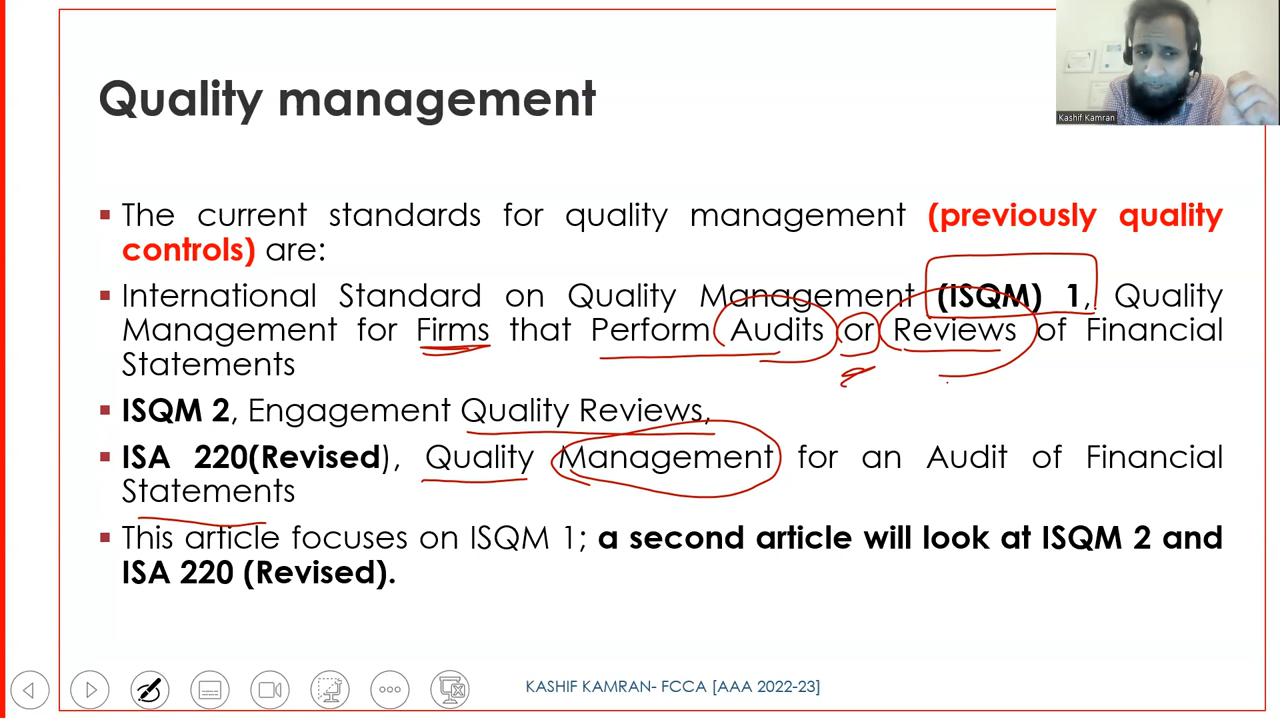 Quality management
Kashif Kamran
▪ The current standards for quality management (previously quality
controls) are:
▪ International Standard on Quality Management (ISQM) 1, Quality
Management for Firms that Perform Audits or Reviews of Financial
Statements
▪ ISQM 2, Engagement Quality Reviews,
▪ ISA 220(Revised), Quality Management for an Audit of Financial
Statements
▪ This article focuses on ISQM 1; a second article will look at ISQM 2 and
ISA 220 (Revised).
KASHIF KAMRAN- FCCA [AAA 2022-23]